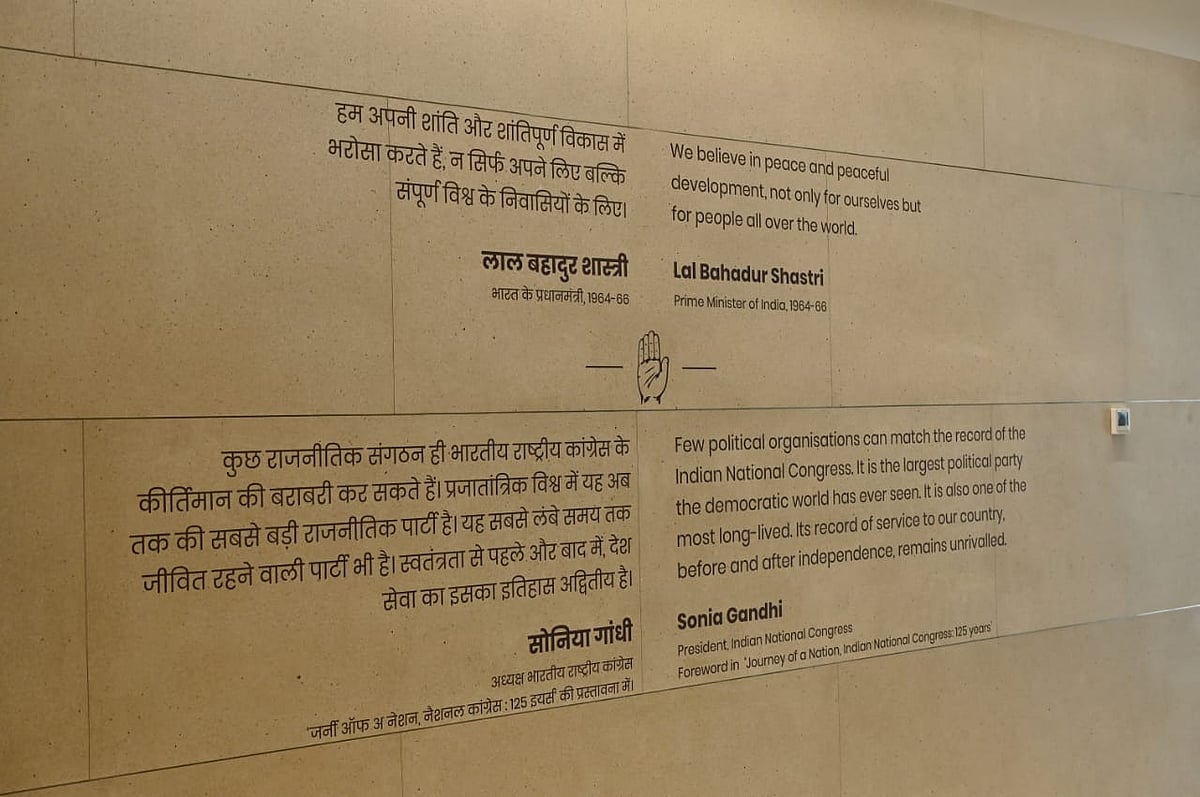 हम अपनी शांति और शांतिपूर्ण विकास में
भरोसा करते हैं; न सिर्फ अपने लिए बल्कि
संपूर्ण विश्व के निवासियों के लिए।
लाल बहादुर शास्त्री
भारत के प्रधानमंत्री, 1964-66
We believe in peace and peaceful
development, not only for ourselves but
for people all over the world.
Lal Bahadur Shastri
Prime Minister of India, 1964-66
कुछ राजनीतिक संगठन ही भारतीय राष्ट्रीय कांग्रेस के
कीर्तिमान की बराबरी कर सकते हैं। प्रजातांत्रिक विश्व में यह अब
तक की सबसे बड़ी राजनीतिक पार्टी है। यह सबसे लंबे समय तक
जीवित रहने वाली पार्टी भी है। स्वतंत्रता से पहले और बाद में, देश
सेवा का इसका इतिहास अद्वितीय है।
सोनिया गांधी
अध्यक्ष भारतीय राष्ट्रीय कांग्रेस
'जर्नी ऑफ अ नेशन, नैशनल कांग्रेस : 125 इयर्स' की प्रस्तावना में।
Few political organisations can match the record of the
Indian National Congress. It is the largest political party
the democratic world has ever seen. It is also one of the
most long-lived. Its record of service to our country,
before and after independence, remains unrivalled.
Sonia Gandhi
President, Indian National Congress
Foreword in 'Journey of a Nation, Indian National Congress: 125 years'